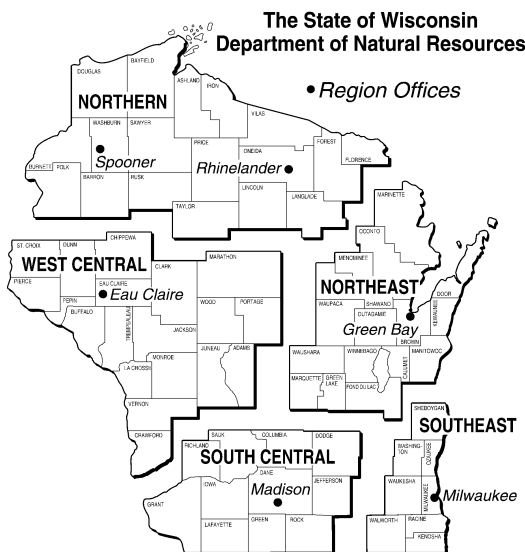 The State of Wisconsin
Department of Natural Resources
Region Offices
NORTHERN
DOUGLAS
BAYFIELD
ASHLAND
IRON
VILAS
WASHBURN
SAWYER
PRICE
ONEIDA
FOREST
FLORENCE
Spooner
Rhinelander
BURNETT
POLK
BARRON
RUSK
LINCOLN
LANGLADE
TAYLOR
WEST CENTRAL
CHIPPEWA
ST. CROIX
DUNN
CLARK
MARATHON
PIERCE
EAU CLAIRE
Eau Claire
PEPIN
BUFFALO
TREMPEALEAU
JACKSON
WOOD
PORTAGE
JUNEAU
ADAMS
MONROE
LA CROSSE
VERNON
CRAWFORD
NORTHEAST
MARINETTE
OCONTO
MENOMINEE
DOOR
WAUPACA
SHAWANO
OUTAGAMIE
KEWAUNEE
Green Bay
BROWN
WAUSHARA
WINNEBAGO
CALUMET
MANITOWOC
MARQUETTE
GREEN
LAKE
FOND DU LAC
SOUTH CENTRAL
SAUK
COLUMBIA
DODGE
RICHLAND
DANE
IOWA
JEFFERSON
Madison
GRANT
LAFAYETTE
GREEN
ROCK
SOUTHEAST
SHEBOYGAN
WASHING-
TON
OZAUKEE
WAUKESHA
MILWAUKEE
Milwaukee
WALWORTH
RACINE
KENOSHA